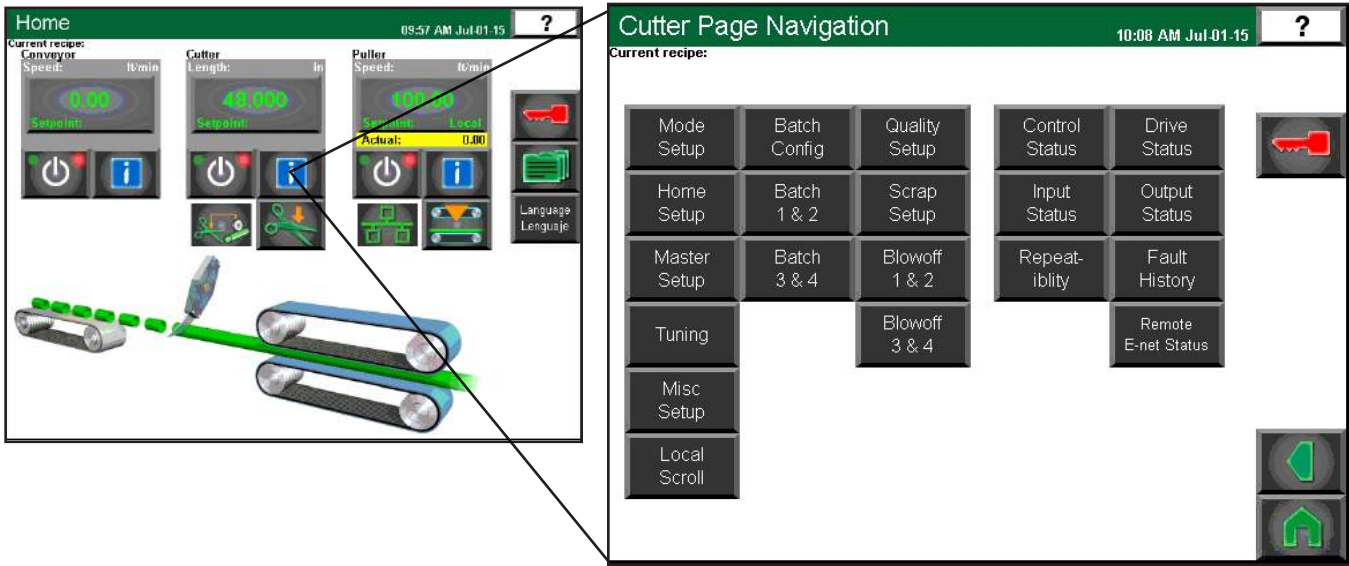 Home
09:57 AM Jul-01-15
?
Current recipe:
Conveyor
Speed: ft/min
0.00
Setpoint:
Cutter
Length: in
48.000
Setpoint:
Puller
Speed: ft/min
100.00
Setpoint: Local
Actual: 0.00
Language
Lenguaje
Cutter Page Navigation
10:08 AM Jul-01-15
?
Current recipe:
Mode
Setup
Batch
Config
Quality
Setup
Control
Status
Drive
Status
Home
Setup
Batch
1 & 2
Scrap
Setup
Input
Status
Output
Status
Master
Setup
Batch
3 & 4
Blowoff
1 & 2
Repeat-
iblity
Fault
History
Tuning
Blowoff
3 & 4
Remote
E-net Status
Misc
Setup
Local
Scroll